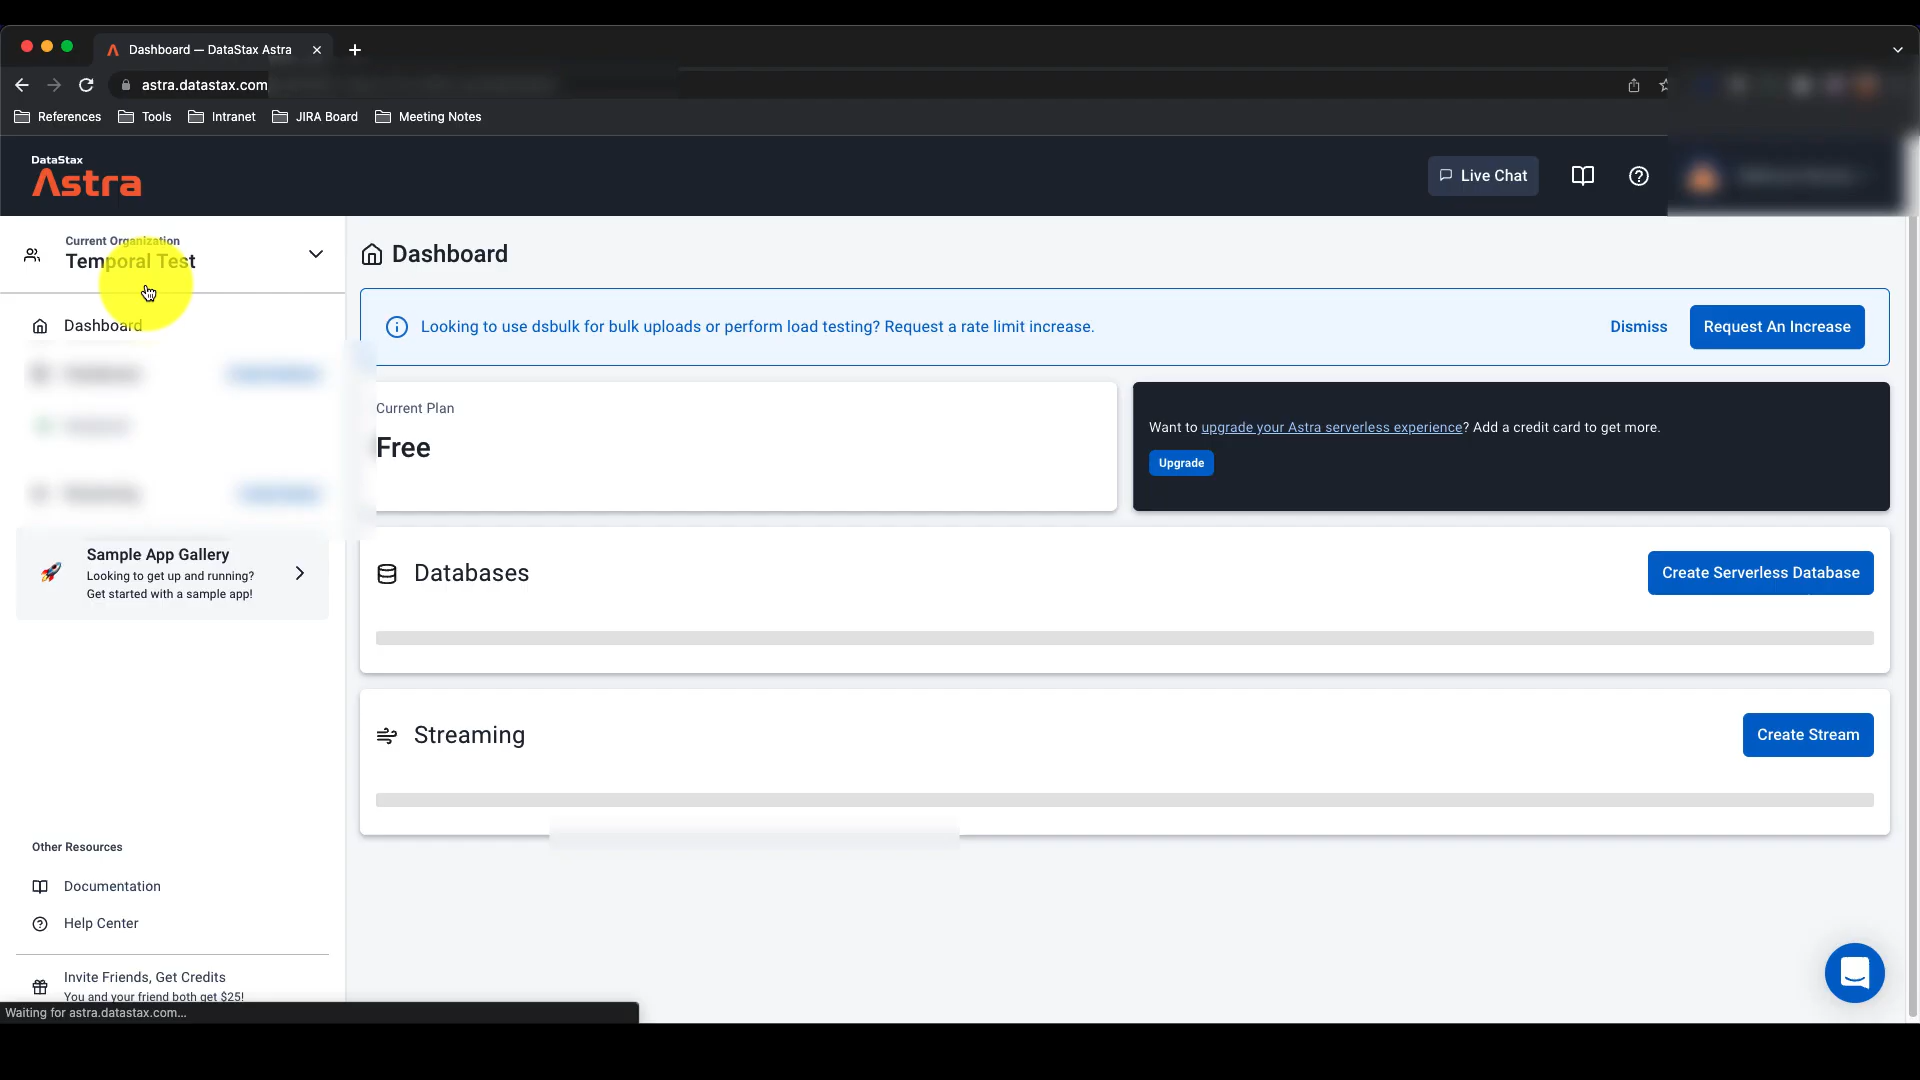 Dashboard — DataStax Astra
astra.datastax.com
References
Tools
Intranet
JIRA Board
Meeting Notes
DataStax
Astra
Live Chat
Current Organization
Temporal Test
Dashboard
Sample App Gallery
Looking to get up and running?
Get started with a sample app!
Other Resources
Documentation
Help Center
Invite Friends, Get Credits
You and your friend both get $25!
Waiting for astra.datastax.com...
Dashboard
Looking to use dsbulk for bulk uploads or perform load testing? Request a rate limit increase.
Dismiss
Request An Increase
Current Plan
Free
Want to upgrade your Astra serverless experience? Add a credit card to get more.
Upgrade
Databases
Create Serverless Database
Streaming
Create Stream